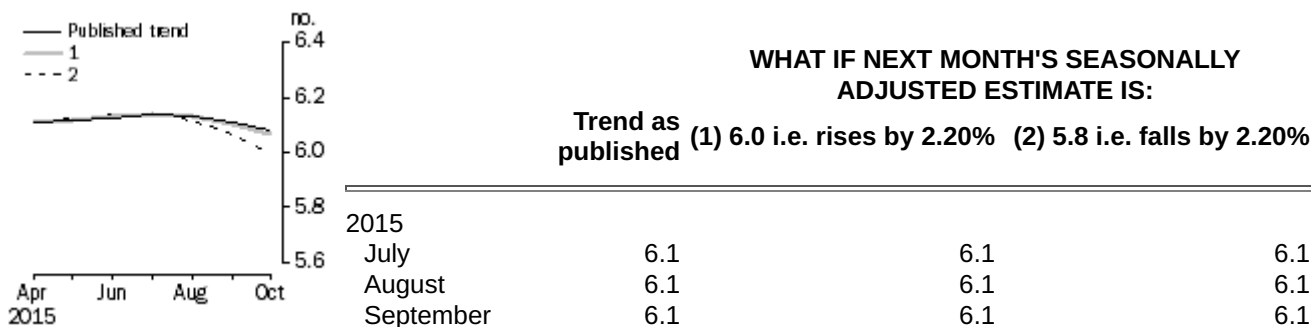 no.
Published trend
1
2
6.4
6.2
6.0
5.8
5.6
Apr Jun Aug Oct
2015
WHAT IF NEXT MONTH'S SEASONALLY
ADJUSTED ESTIMATE IS:
Trend as
published (1) 6.0 i.e. rises by 2.20% (2) 5.8 i.e. falls by 2.20%
2015
July 6.1 6.1 6.1
August 6.1 6.1 6.1
September 6.1 6.1 6.1